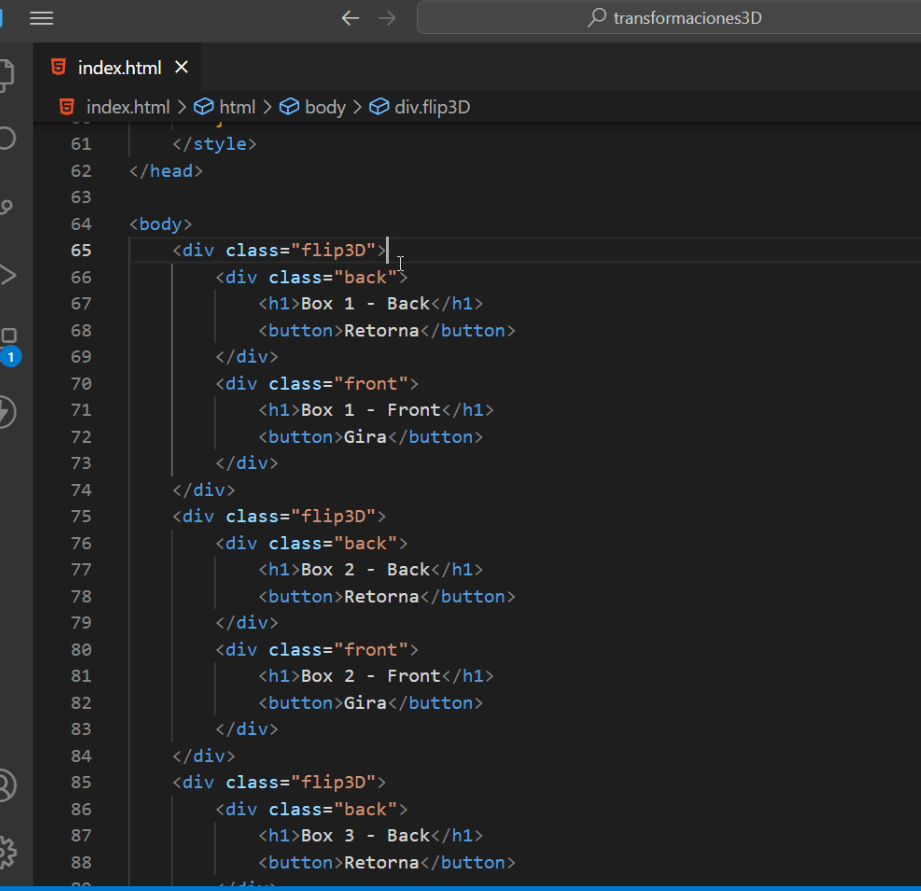 transformaciones3D
index.html
index.html > html > body > div.flip3D
61 </style>
62 </head>
63
64 <body>
65 <div class="flip3D">
66 <div class="back">
67 <h1>Box 1 - Back</h1>
68 <button>Retorna</button>
69 </div>
70 <div class="front">
71 <h1>Box 1 - Front</h1>
72 <button>Gira</button>
73 </div>
74 </div>
75 <div class="flip3D">
76 <div class="back">
77 <h1>Box 2 - Back</h1>
78 <button>Retorna</button>
79 </div>
80 <div class="front">
81 <h1>Box 2 - Front</h1>
82 <button>Gira</button>
83 </div>
84 </div>
85 <div class="flip3D">
86 <div class="back">
87 <h1>Box 3 - Back</h1>
88 <button>Retorna</button>
1